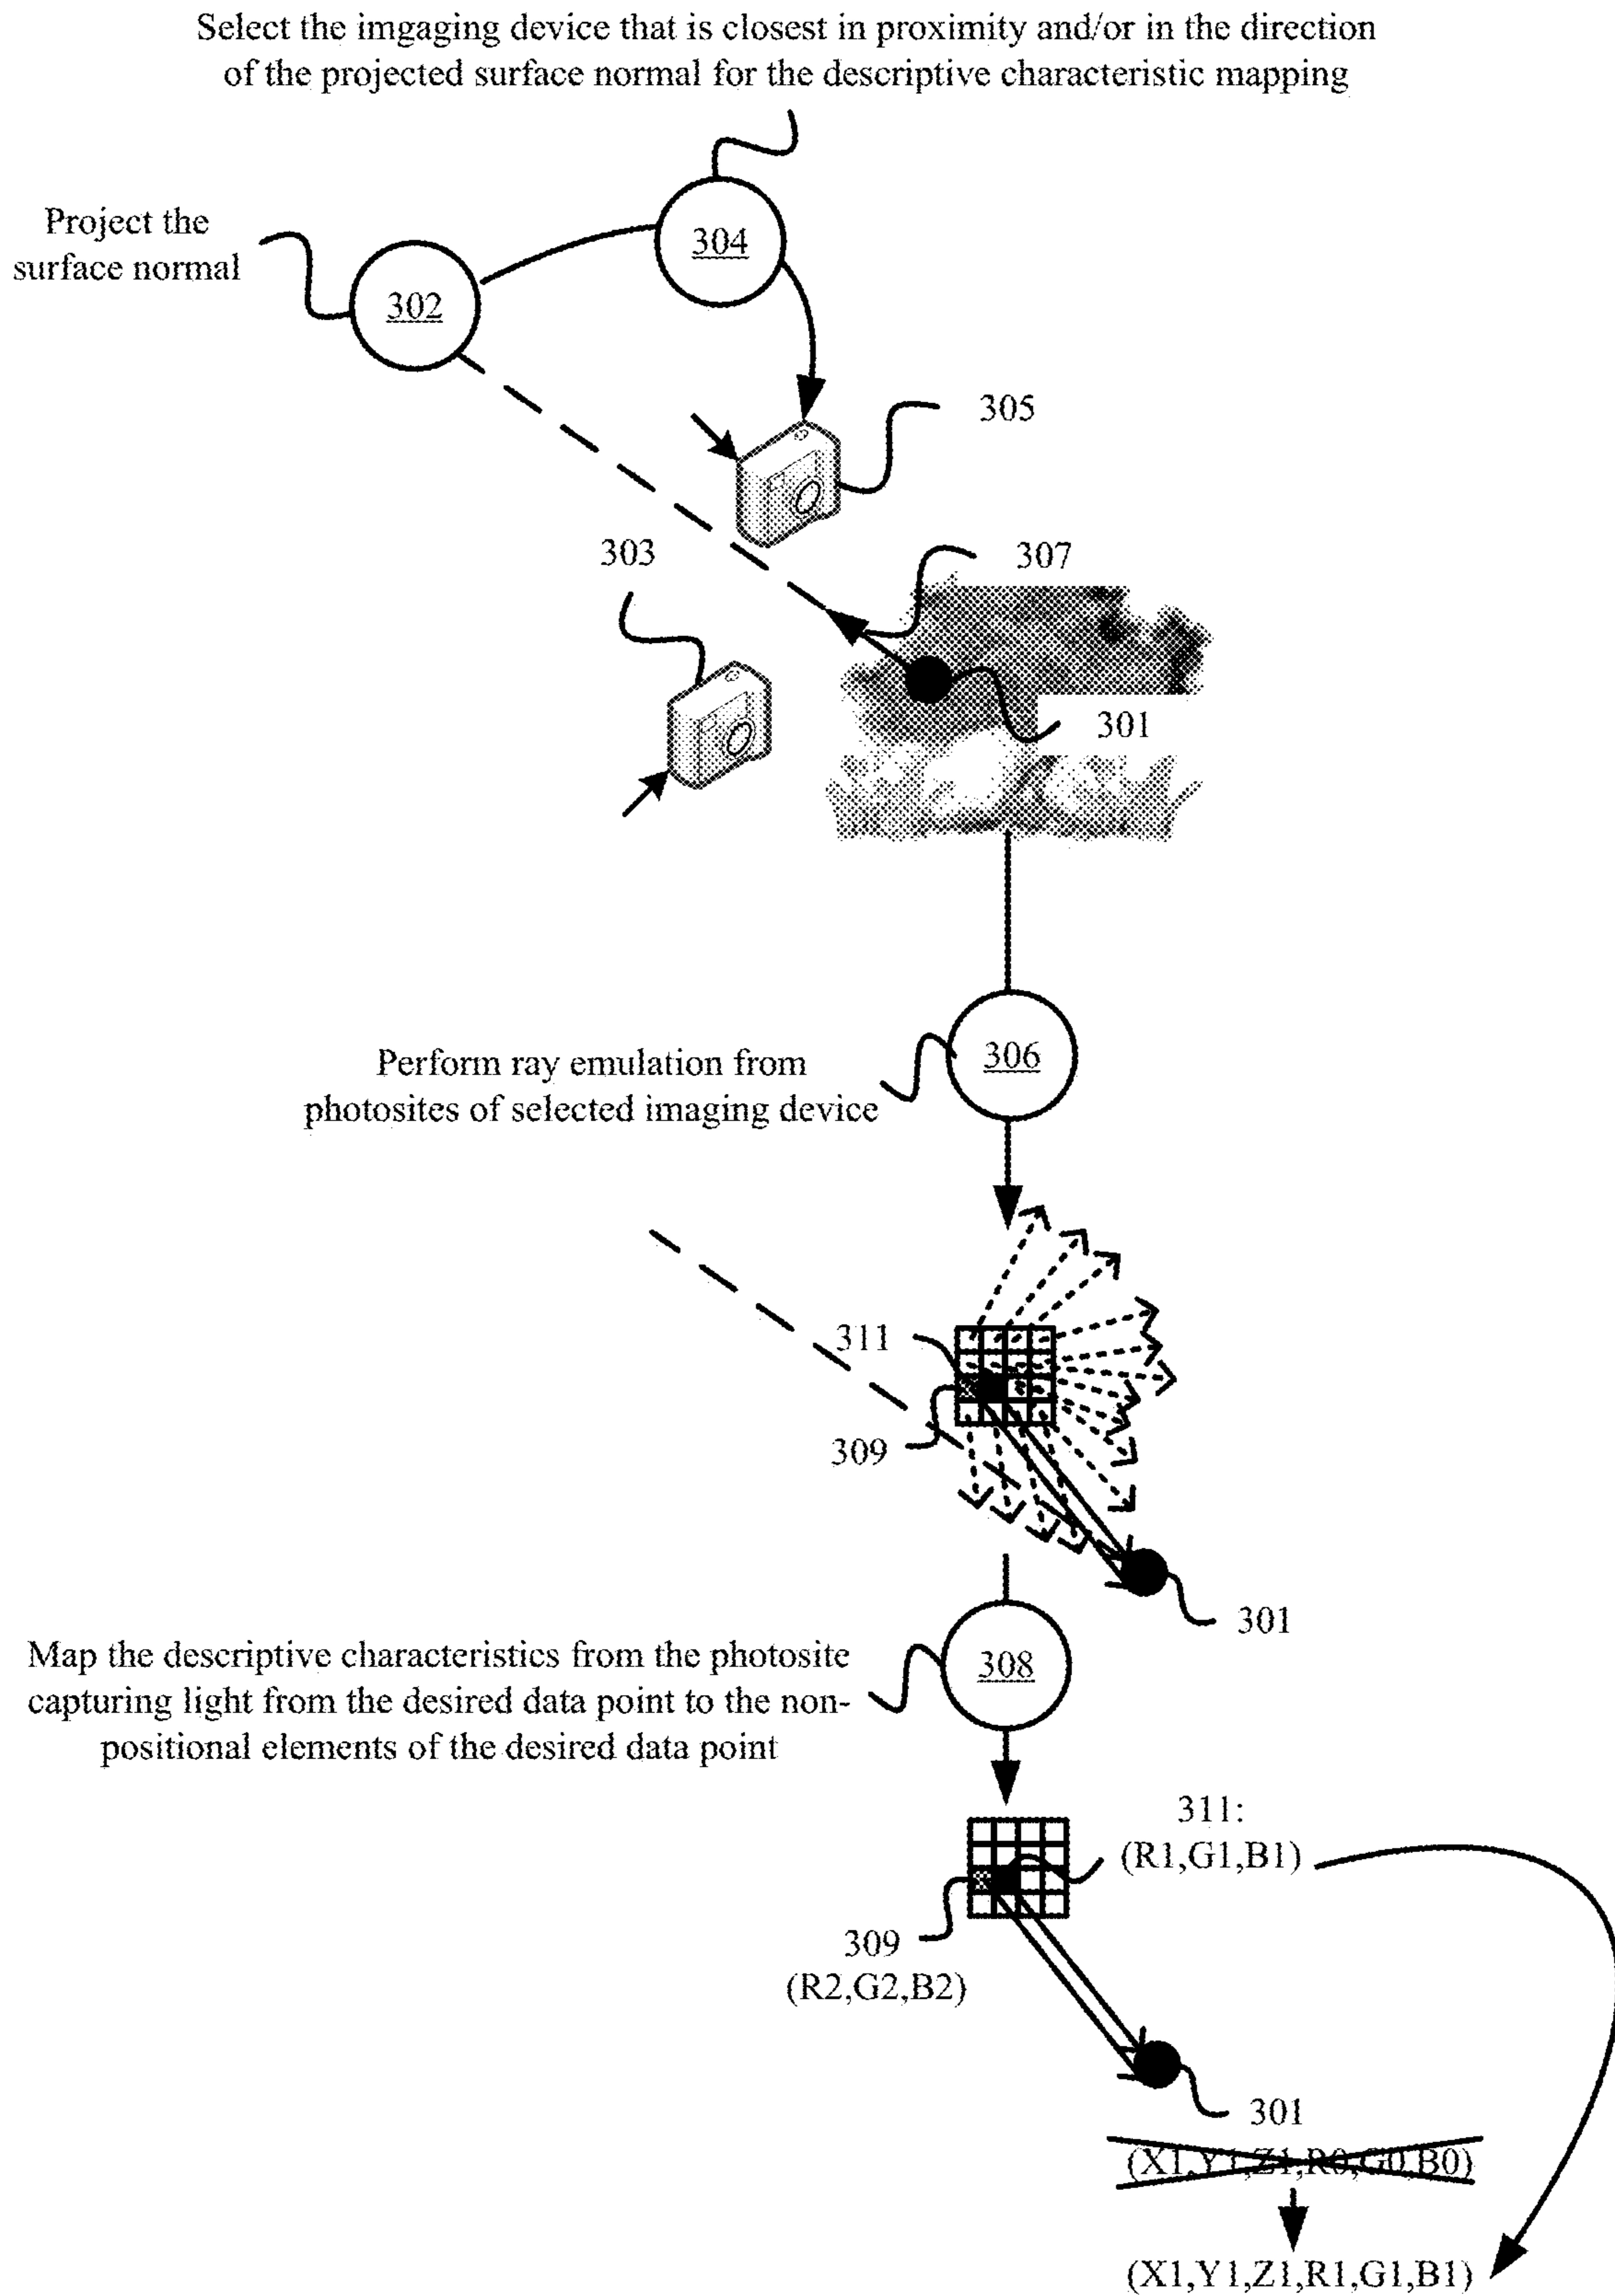 Select the imgaging device that is closest in proximity and/or in the direction
of the projected surface normal for the descriptive characteristic mapping
Project the
surface normal
304
302
305
303
307
301
306
Perform ray emulation from
photosites of selected imaging device
311
309
301
308
Map the descriptive characteristics from the photosite
capturing light from the desired data point to the non-
positional elements of the desired data point
311:
(R1,G1,B1)
309
(R2,G2,B2)
301
(X1,Y1,Z1,R0,G0,B0)
(X1,Y1,Z1,R1,G1,B1)